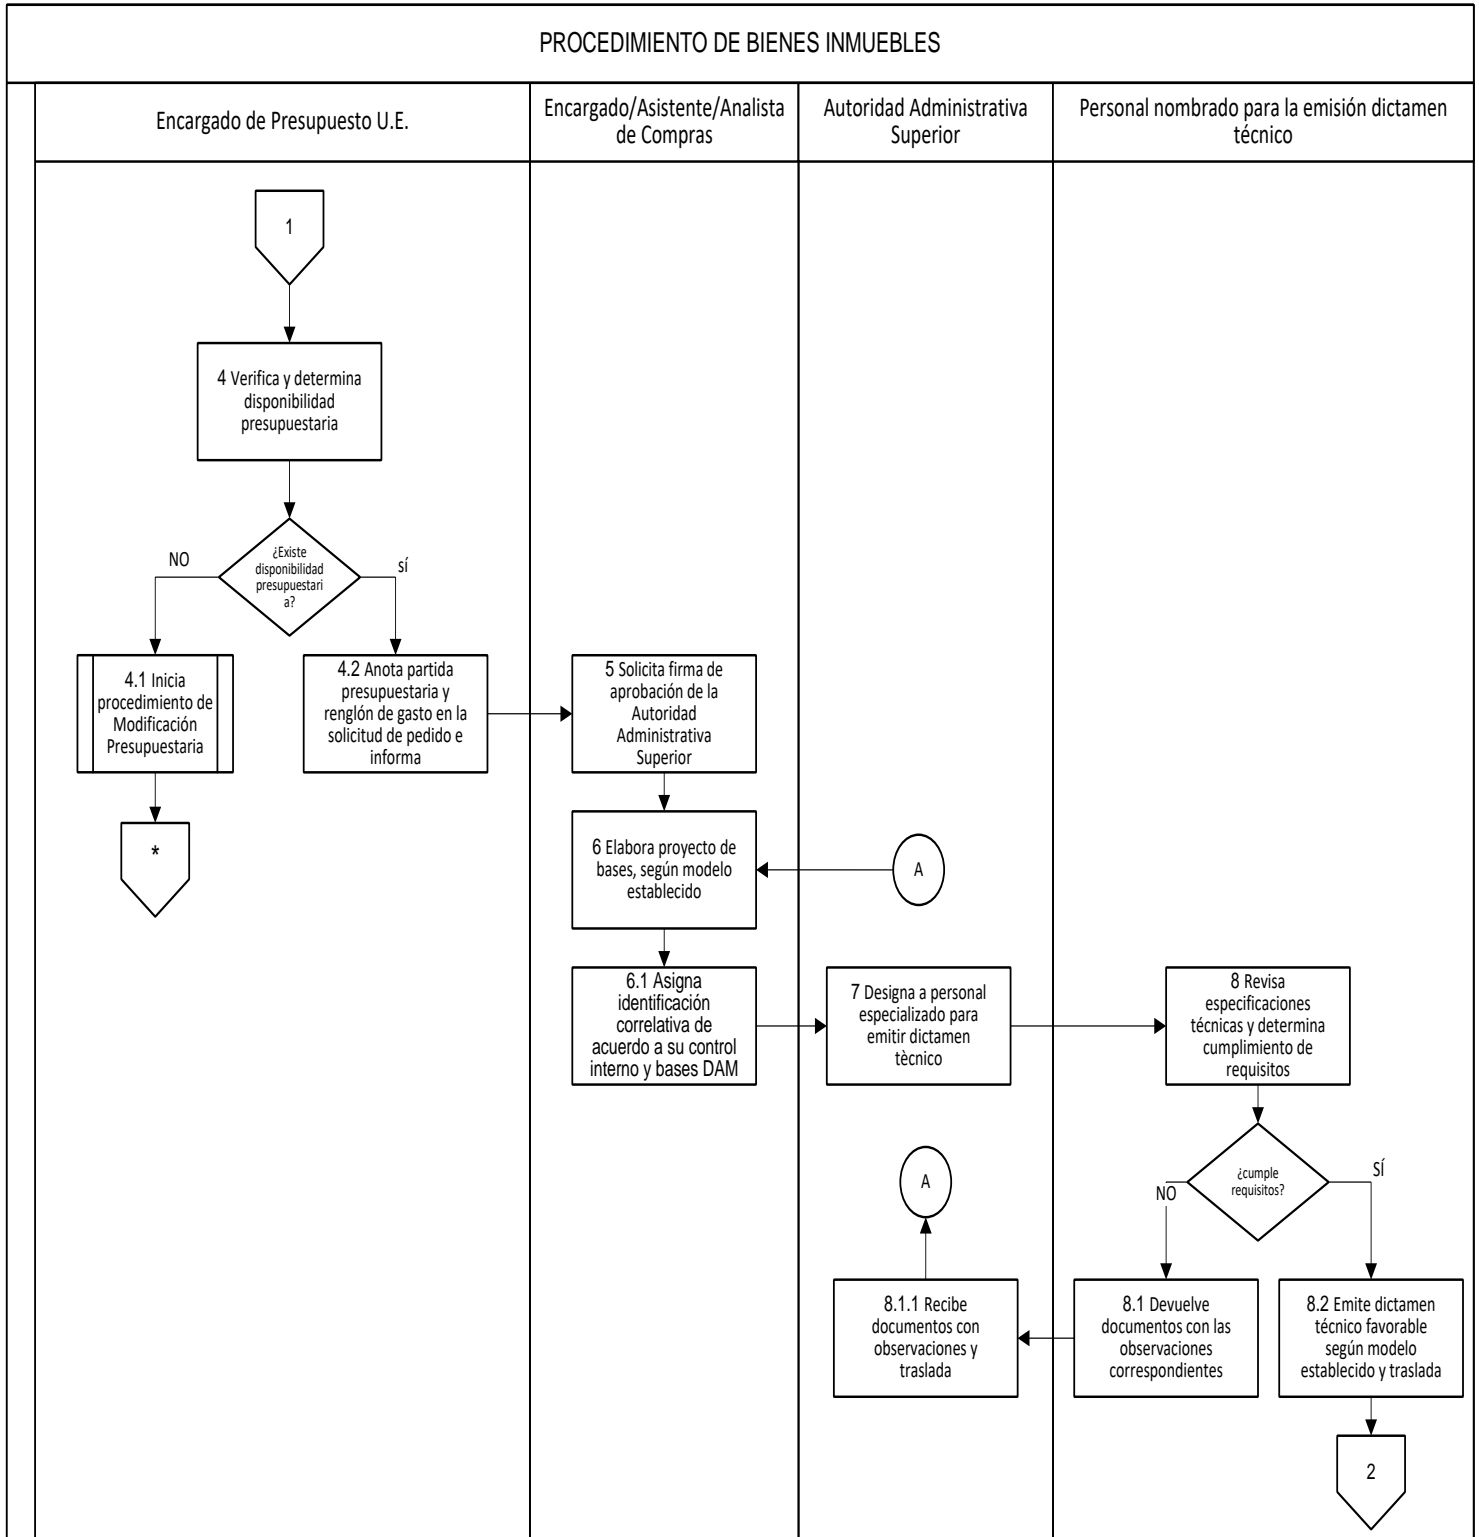 PROCEDIMIENTO DE BIENES INMUEBLES
Encargado de Presupuesto U.E.
Encargado/Asistente/Analista
de Compras
Autoridad Administrativa
Superior
Personal nombrado para la emisión dictamen
técnico
1
4 Verifica y determina
disponibilidad
presupuestaria
¿Existe
disponibilidad
presupuestari
a?
NO
sí
4.1 Inicia
procedimiento de
Modificación
Presupuestaria
4.2 Anota partida
presupuestaria y
renglón de gasto en la
solicitud de pedido e
informa
5 Solicita firma de
aprobación de la
Autoridad
Administrativa
Superior
*
6 Elabora proyecto de
bases, según modelo
establecido
A
6.1 Asigna
identificación
correlativa de
acuerdo a su control
interno y bases DAM
7 Designa a personal
especializado para
emitir dictamen
tècnico
8 Revisa
especificaciones
técnicas y determina
cumplimiento de
requisitos
¿cumple
requisitos?
NO
SÍ
A
8.1.1 Recibe
documentos con
observaciones y
traslada
8.1 Devuelve
documentos con las
observaciones
correspondientes
8.2 Emite dictamen
técnico favorable
según modelo
establecido y traslada
2